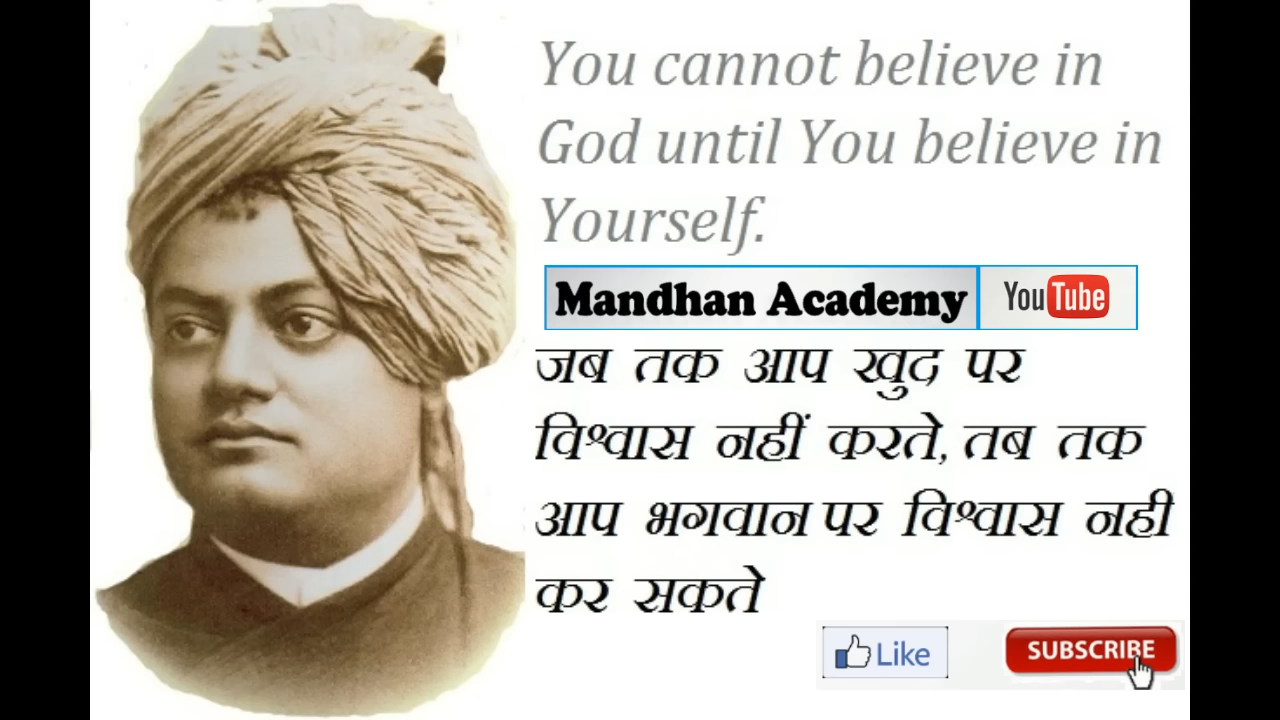 You cannot believe in
God until You believe in
Yourself.
Mandhan Academy YouTube
जब तक आप खुद पर
विश्वास नहीं करते, तब तक
आप भगवान पर विश्वास नही
कर सकते
Like SUBSCRIBE